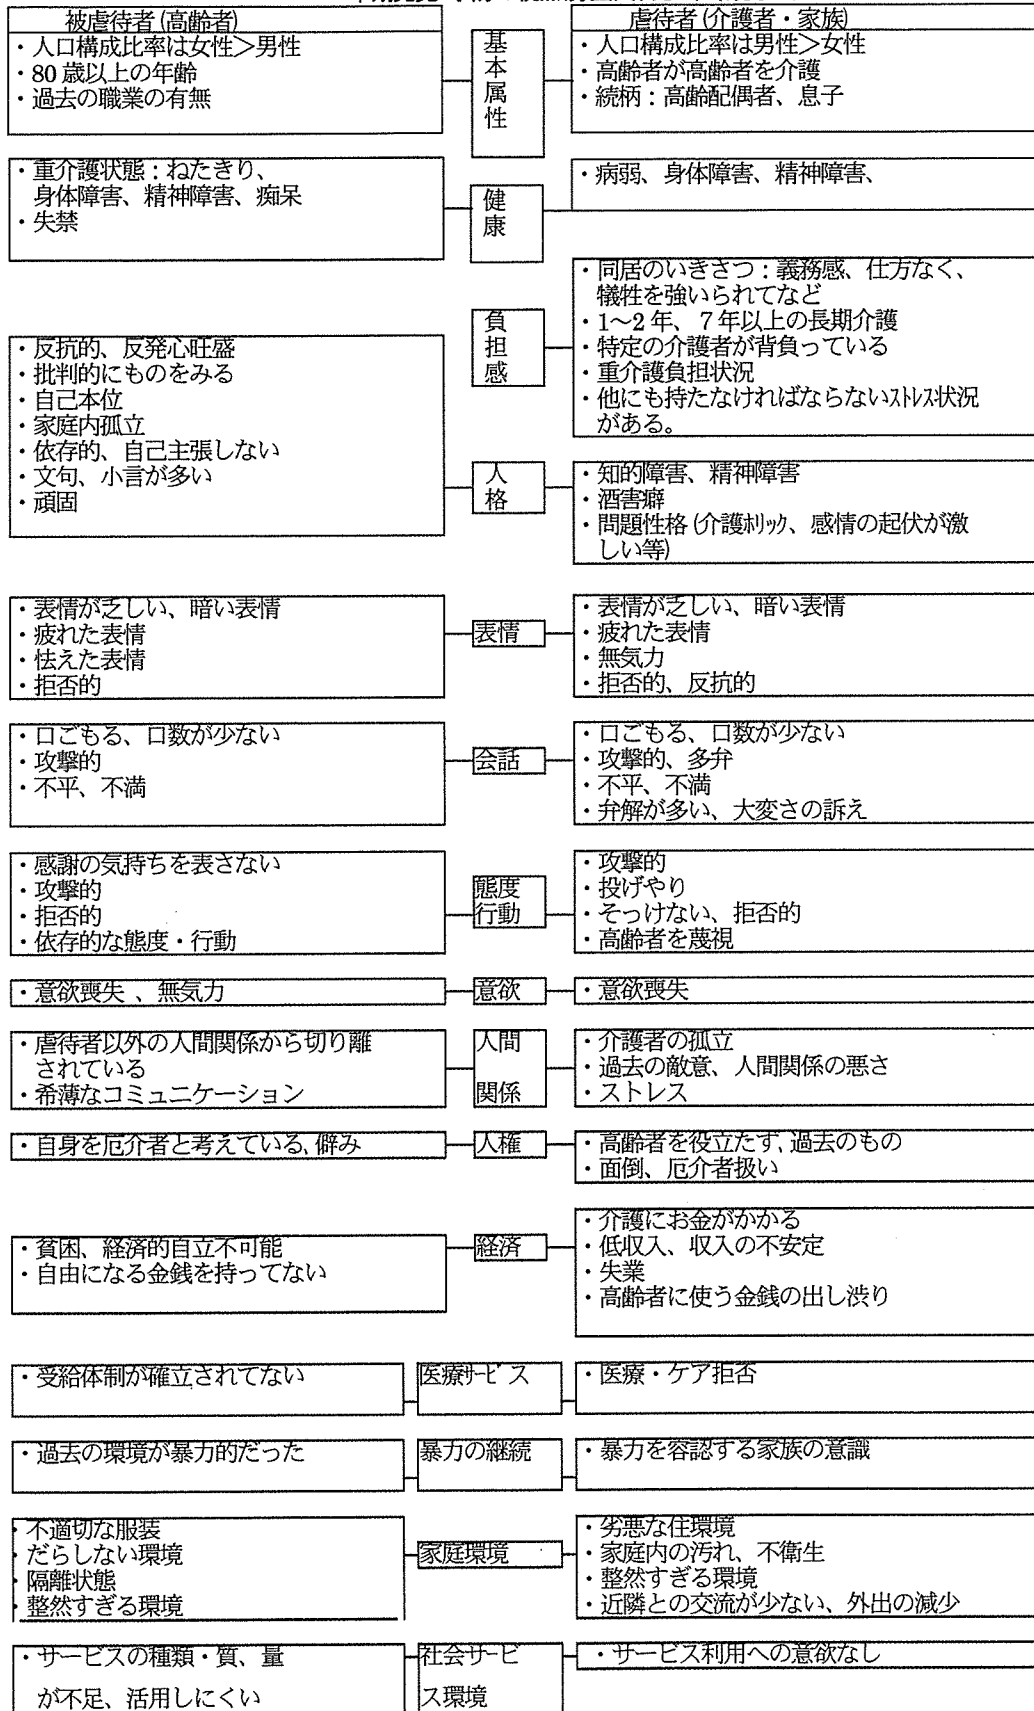 被虐待者 (高齢者)
・人口構成比率は女性＞男性
・80 歳以上の年齢
・過去の職業の有無
基本属性
虐待者 (介護者・家族)
・人口構成比率は男性＞女性
・高齢者が高齢者を介護
・続柄：高齢配偶者、息子
・重介護状態：ねたきり、
身体障害、精神障害、痴呆
・失禁
健康
・病弱、身体障害、精神障害、
負担感
・同居のいきさつ：義務感、仕方なく、
犠牲を強いられてなど
・1～2 年、７年以上の長期介護
・特定の介護者が背負っている
・重介護負担状況
・他にも持たなければならないｽﾄﾚｽ状況
がある。
・反抗的、反発心旺盛
・批判的にものをみる
・自己本位
・家庭内孤立
・依存的、自己主張しない
・文句、小言が多い
・頑固
人格
・知的障害、精神障害
・酒害癖
・問題性格 (介護ﾎﾘｯｸ、感情の起伏が激
しい等)
・表情が乏しい、暗い表情
・疲れた表情
・怯えた表情
・拒否的
表情
・表情が乏しい、暗い表情
・疲れた表情
・無気力
・拒否的、反抗的
・口ごもる、口数が少ない
・攻撃的
・不平、不満
会話
・口ごもる、口数が少ない
・攻撃的、多弁
・不平、不満
・弁解が多い、大変さの訴え
・感謝の気持ちを表さない
・攻撃的
・拒否的
・依存的な態度・行動
態度
行動
・攻撃的
・投げやり
・そっけない、拒否的
・高齢者を蔑視
・意欲喪失 、無気力
意欲
・意欲喪失
・虐待者以外の人間関係から切り離
されている
・希薄なコミュニケーション
人間
関係
・介護者の孤立
・過去の敵意、人間関係の悪さ
・ストレス
・自身を厄介者と考えている、僻み
人権
・高齢者を役立たず、過去のもの
・面倒、厄介者扱い
・貧困、経済的自立不可能
・自由になる金銭を持ってない
経済
・介護にお金がかかる
・低収入、収入の不安定
・失業
・高齢者に使う金銭の出し渋り
・受給体制が確立されてない
医療ｻｰﾋﾞス
・医療・ケア拒否
・過去の環境が暴力的だった
暴力の継続
・暴力を容認する家族の意識
・不適切な服装
・だらしない環境
・隔離状態
・整然すぎる環境
家庭環境
・劣悪な住環境
・家庭内の汚れ、不衛生
・整然すぎる環境
・近隣との交流が少ない、外出の減少
・サービスの種類・質、量
が不足、活用しにくい
社会サービ
ス環境
・サービス利用への意欲なし